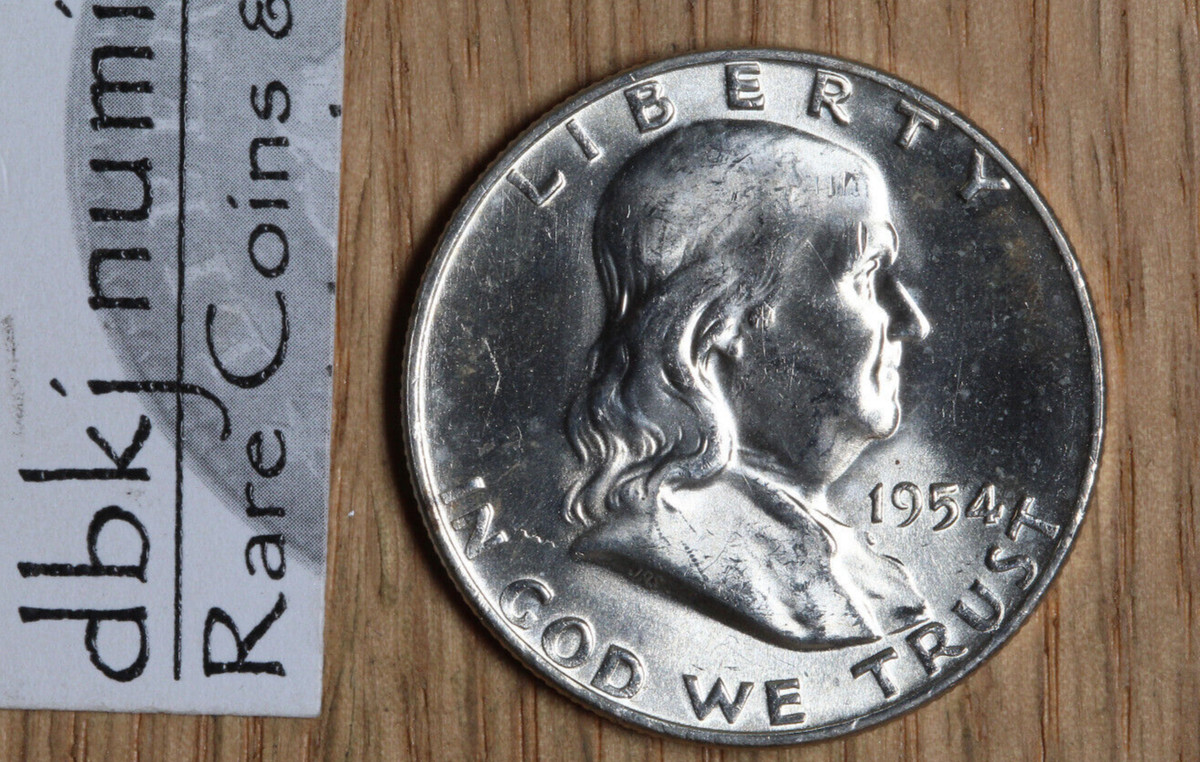 dbkj numi
Rare Coins &
LIBERTY
1954
IN GOD WE TRUST